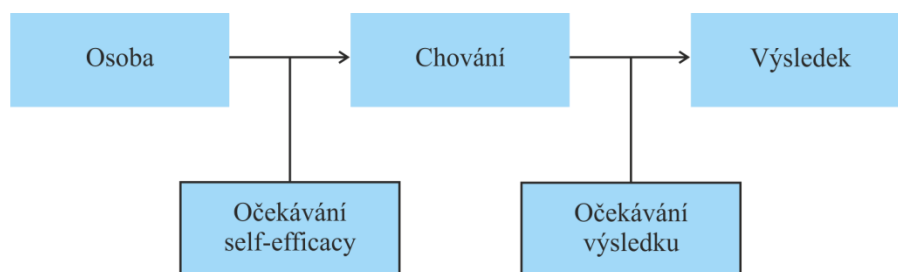 Osoba
Chování
Výsledek
Očekávání
self-efficacy
Očekávání
výsledku